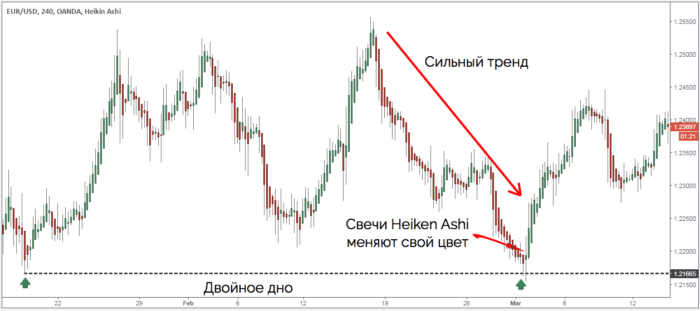 EUR/USD, 240, OANDA, Heikin Ashi
1.25500
1.25000
1.24500
Сильный тренд
1.24000
1.23897
01:21
1.23500
1.23000
Свечи Heiken Ashi
меняют свой цвет
1.22500
1.22000
1.21665
1.21500
Двойное дно
22
29
Feb
5
12
19
26
Mar
6
12